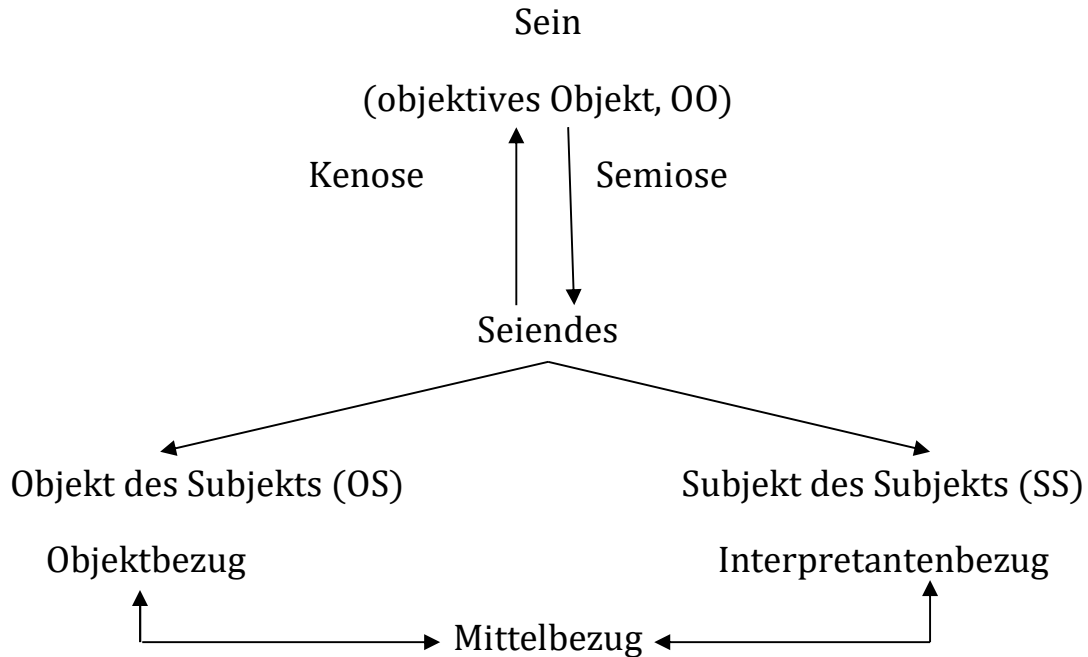 Sein
(objektives Objekt, OO)
Kenose Semiose
Seiendes
Objekt des Subjekts (OS) Subjekt des Subjekts (SS)
Objektbezug Interpretantenbezug
Mittelbezug